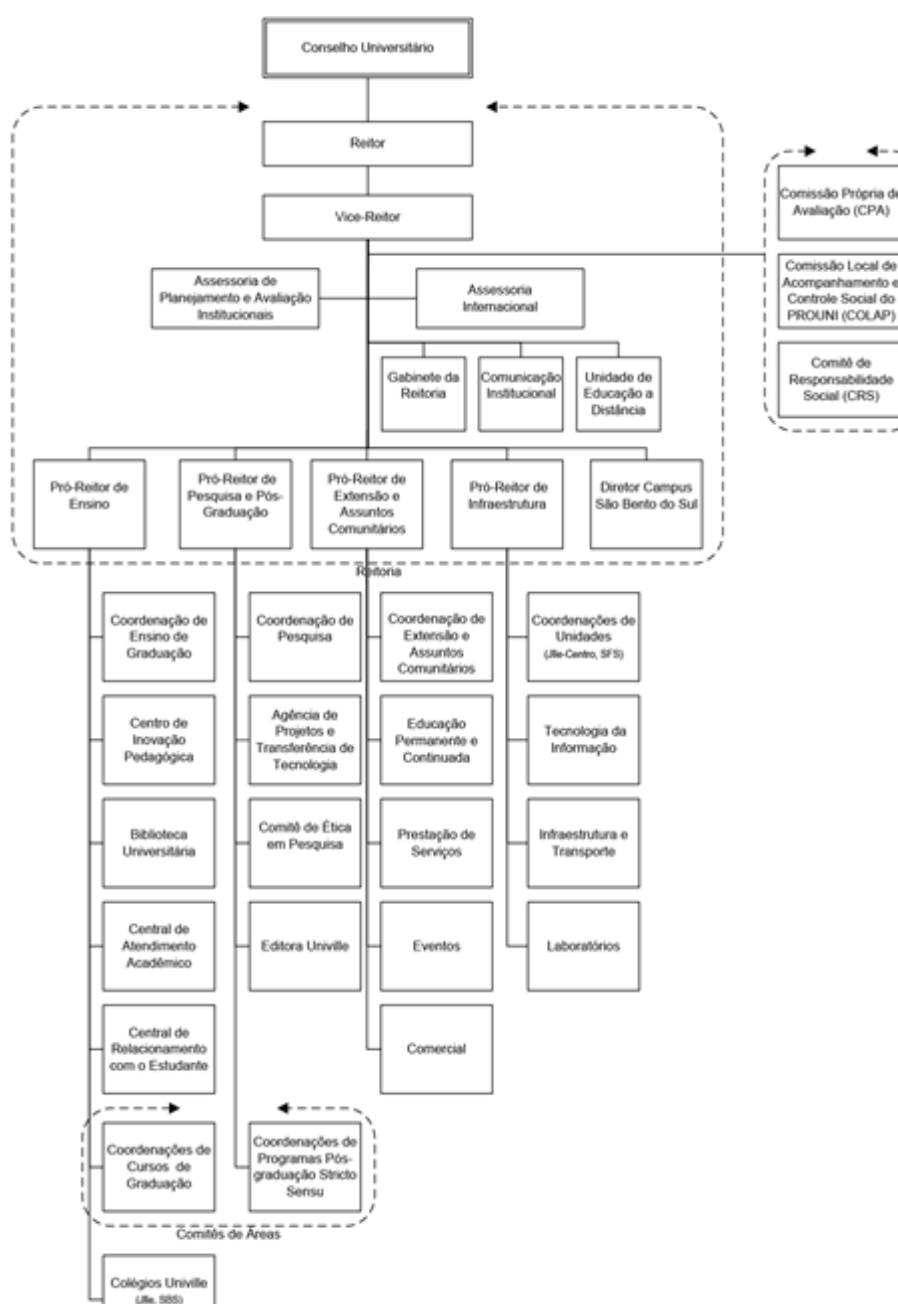 Conselho Universitário
Reitor
Vice-Reitor
Comissão Própria de
Avaliação (CPA)
Comissão Local de
Acompanhamento e
Controle Social do
PROUNI (COLAP)
Comitê de
Responsabilidade
Social (CRS)
Assessoria de
Planejamento e Avaliação
Institucionais
Assessoria
Internacional
Gabinete da
Reitoria
Comunicação
Institucional
Unidade de
Educação a
Distância
Pró-Reitor de
Ensino
Pró-Reitor de
Pesquisa e Pós-
Graduação
Pró-Reitor de
Extensão e
Assuntos
Comunitários
Pró-Reitor de
Infraestrutura
Diretor Campus
São Bento do Sul
Reitoria
Coordenação de
Ensino de
Graduação
Coordenação de
Pesquisa
Coordenação de
Extensão e
Assuntos
Comunitários
Coordenações de
Unidades
(Jlle-Centro, SFS)
Centro de
Inovação
Pedagógica
Agência de
Projetos e
Transferência de
Tecnologia
Educação
Permanente e
Continuada
Tecnologia da
Informação
Biblioteca
Universitária
Comitê de Ética
em Pesquisa
Prestação de
Serviços
Infraestrutura e
Transporte
Central de
Atendimento
Acadêmico
Editora Univille
Eventos
Laboratórios
Central de
Relacionamento
com o Estudante
Comercial
Coordenações de
Cursos de
Graduação
Coordenações de
Programas Pós-
graduação Stricto
Sensu
Comitês de Áreas
Colégios Univille
(Jlle, SBS)